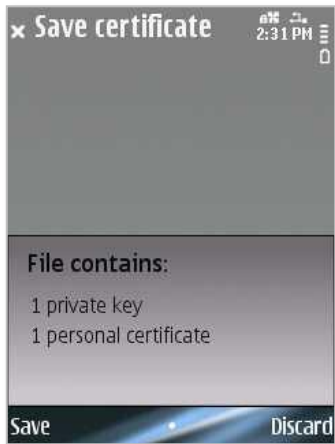 Save certificate
2:31 PM
File contains:
1 private key
1 personal certificate
Save
Discard